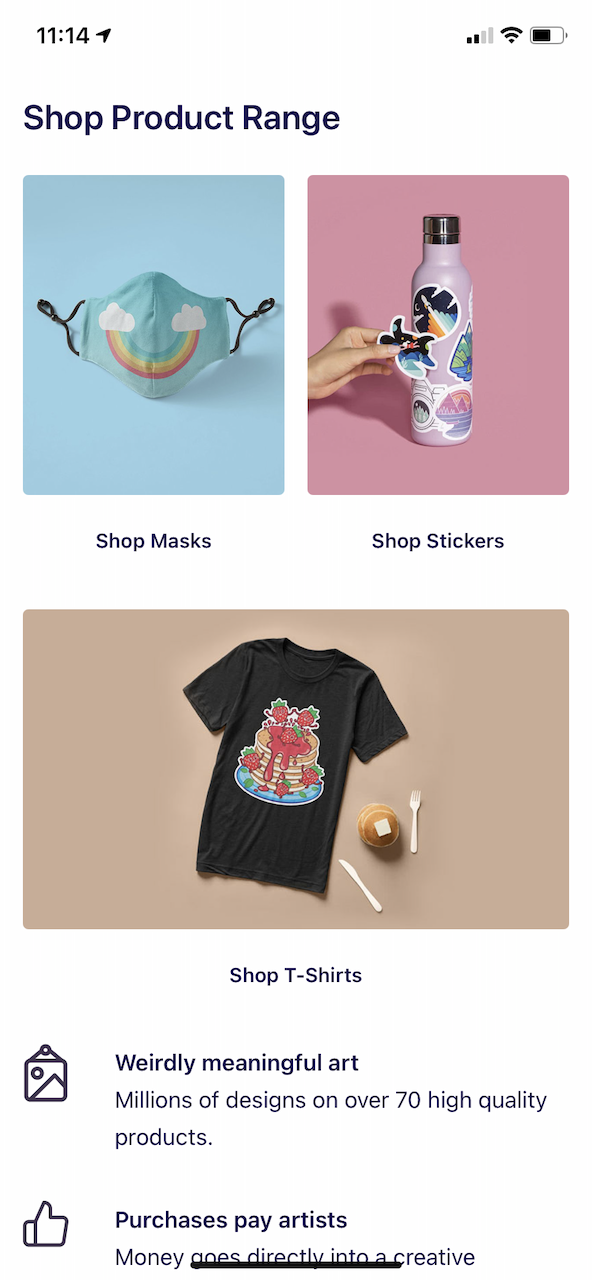 11:14
Shop Product Range
Shop Masks
Shop Stickers
Shop T-Shirts
Weirdly meaningful art
Millions of designs on over 70 high quality
products.
Purchases pay artists
Money goes directly into a creative